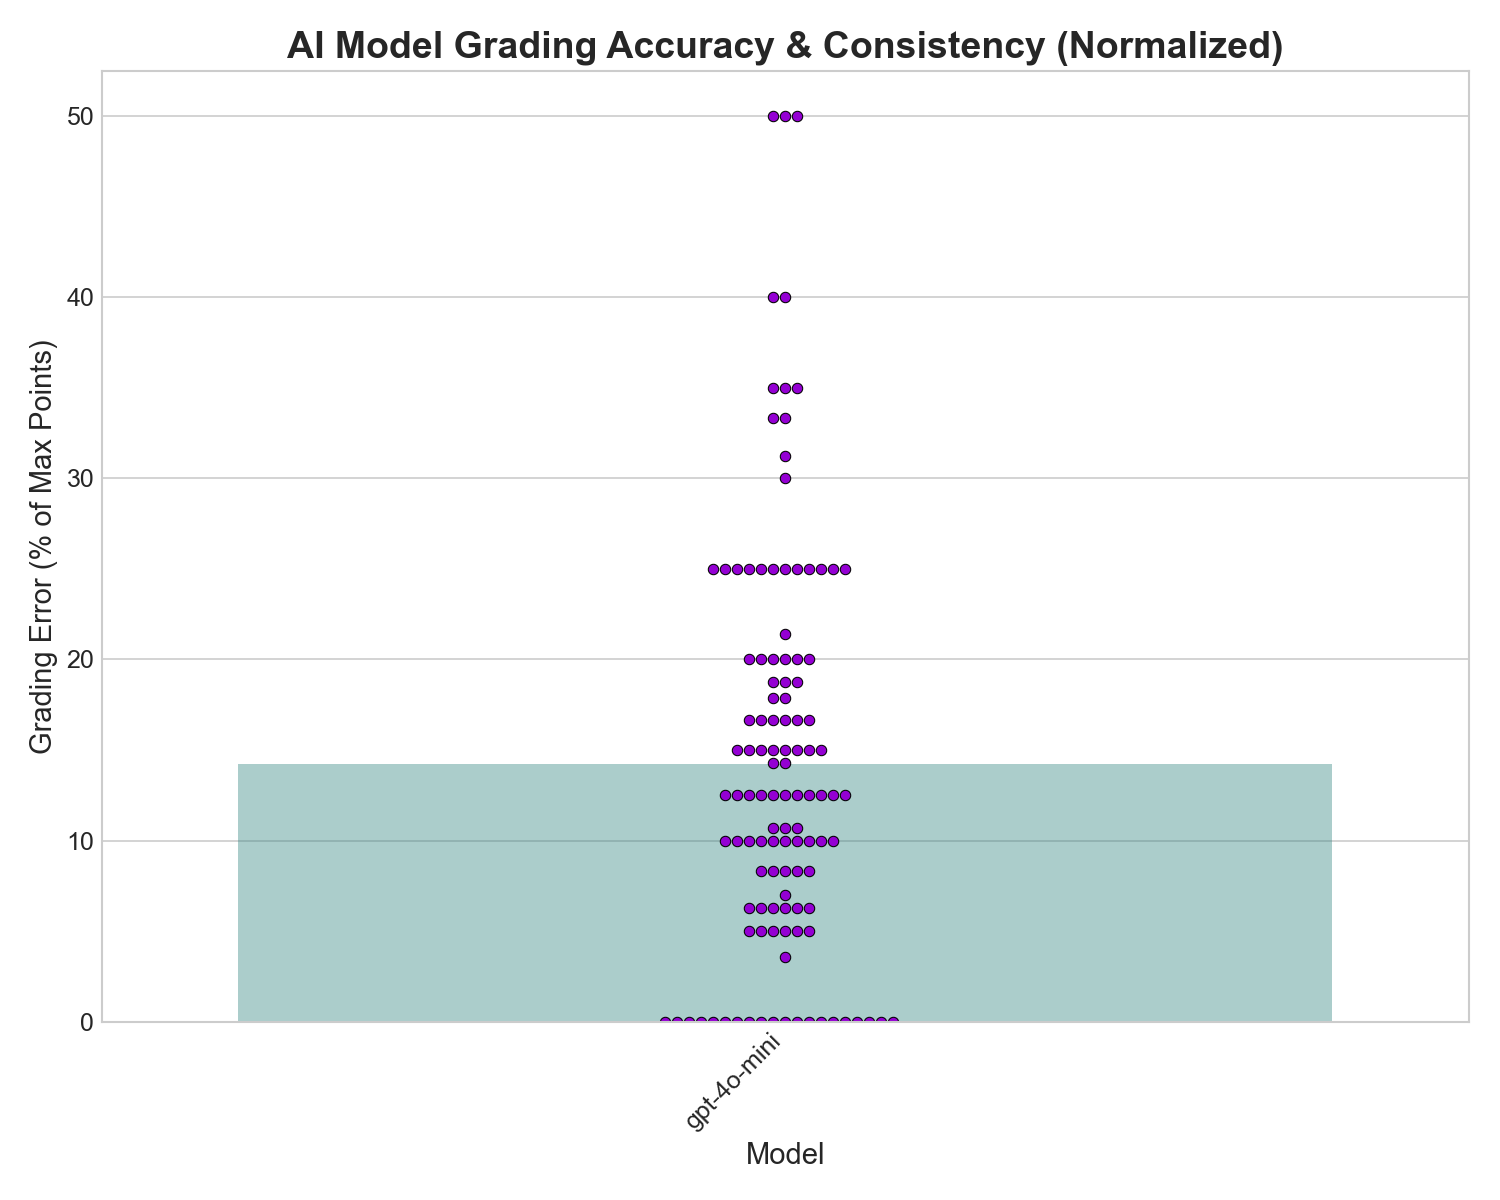 AI Model Grading Accuracy & Consistency (Normalized)
Grading Error (% of Max Points)
50
40
30
20
10
0
gpt-4o-mini
Model